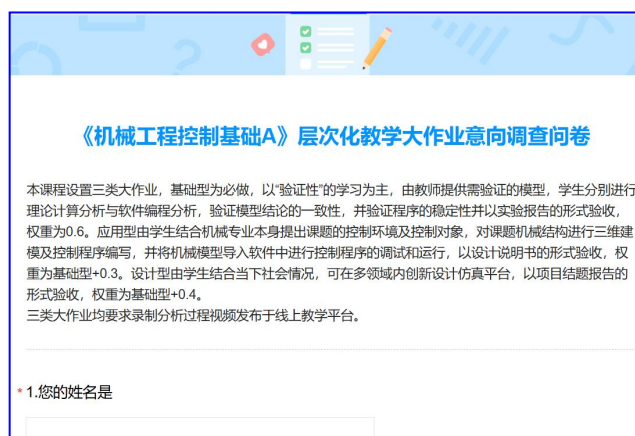 《机械工程控制基础A》层次化教学大作业意向调查问卷
本课程设置三类大作业，基础型为必做，以“验证性”的学习为主，由教师提供需验证的模型，学生分别进行
理论计算分析与软件编程分析，验证模型结论的一致性，并验证程序的稳定性并以实验报告的形式验收，
权重为0.6。应用型由学生结合机械专业本身提出课题的控制环境及控制对象，对课题机械结构进行三维建
模及控制程序编写，并将机械模型导入软件中进行控制程序的调试和运行，以设计说明书的形式验收，权
重为基础型+0.3。设计型由学生结合当下社会情况，可在多领域内创新设计仿真平台，以项目结题报告的
形式验收，权重为基础型+0.4。
三类大作业均要求录制分析过程视频发布于线上教学平台。
* 1.您的姓名是